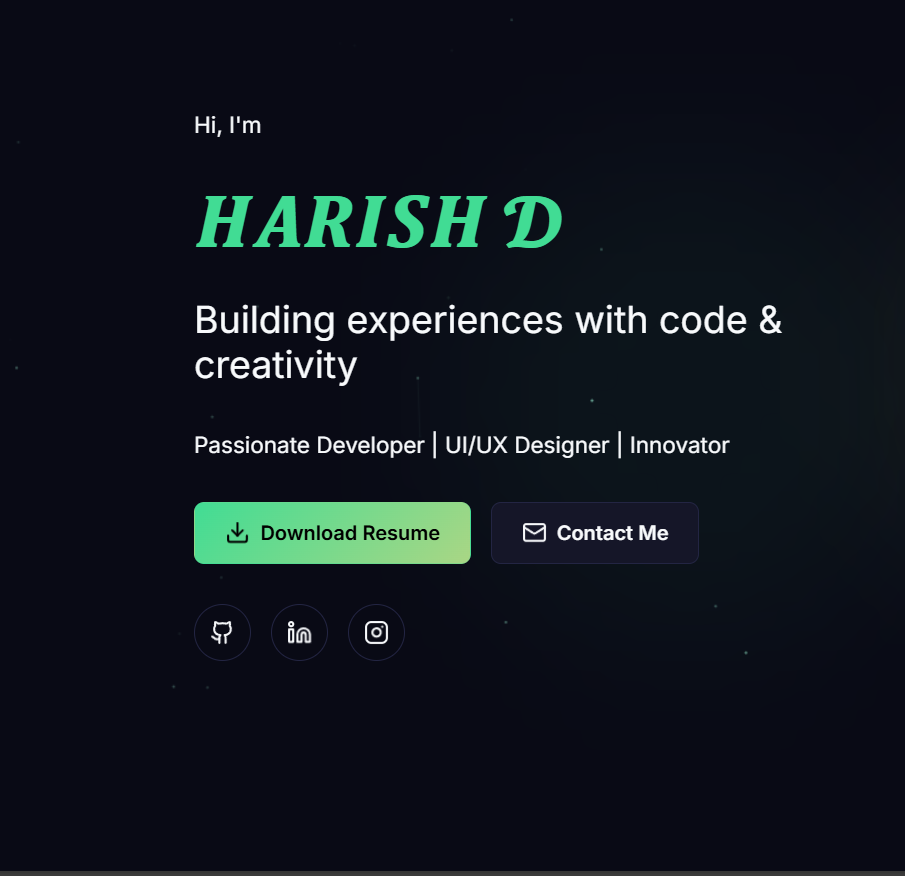 Hi, I'm
HARISH D
Building experiences with code &
creativity
Passionate Developer | UI/UX Designer | Innovator
Download Resume
Contact Me